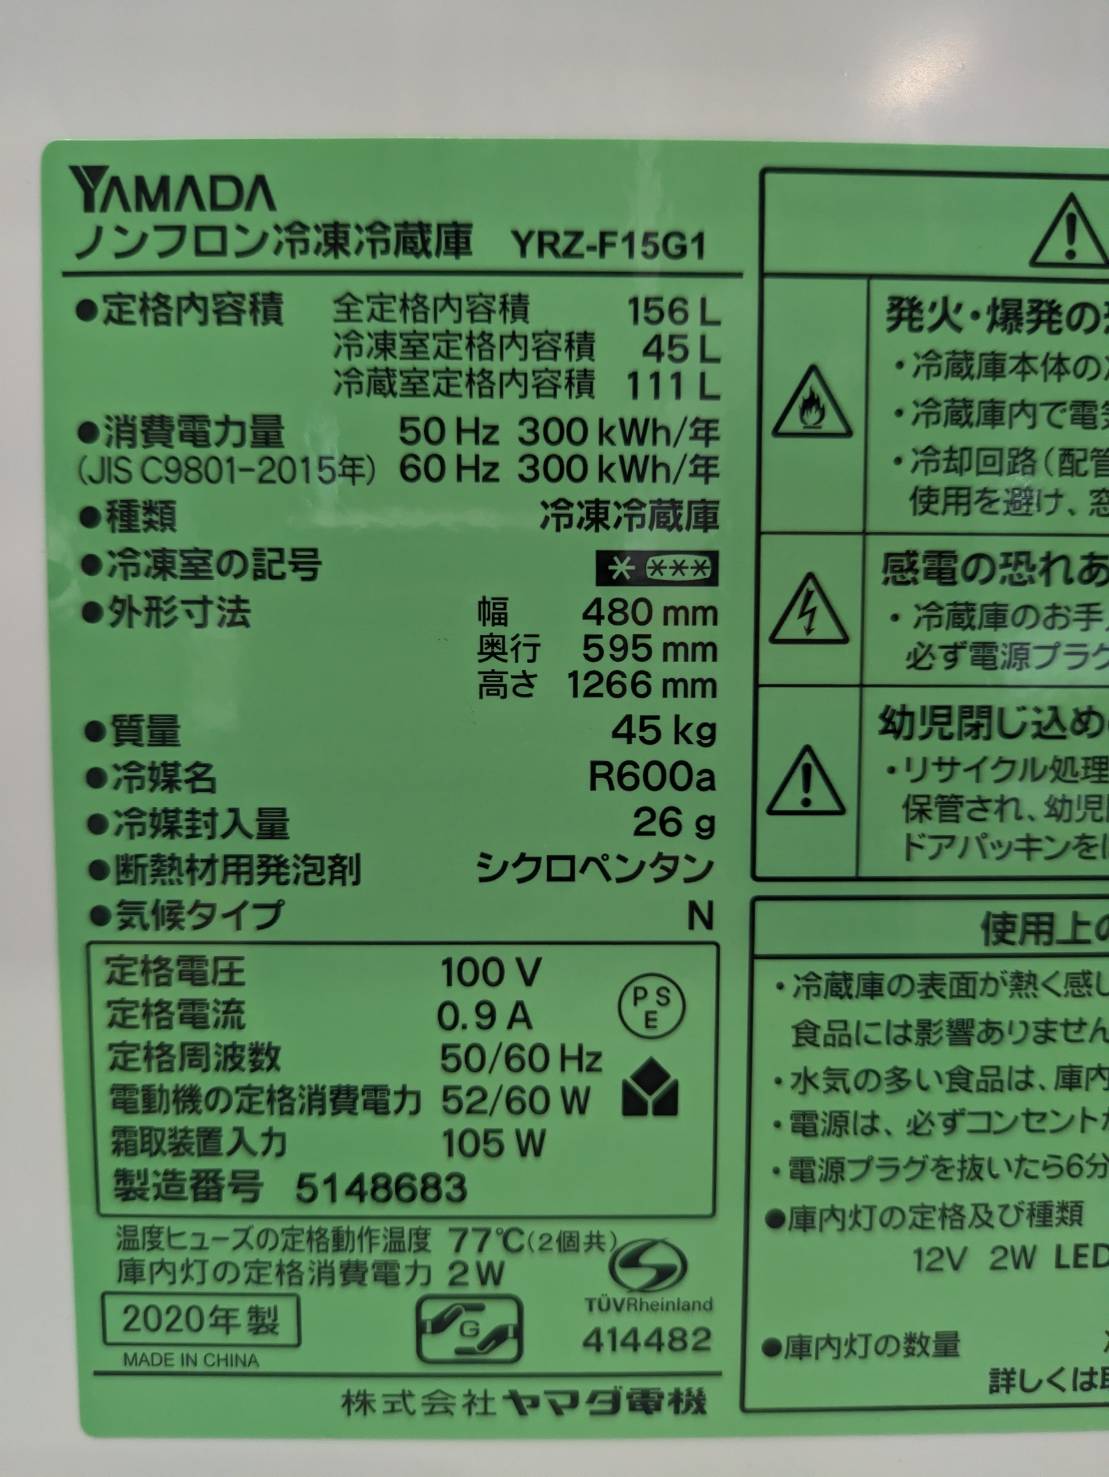 YAMADA
ノンフロン冷凍冷蔵庫 YRZ-F15G1
●定格内容積 全定格内容積 156 L
冷凍室定格内容積 45 L
冷蔵室定格内容積 111 L
●消費電力量 50 Hz 300 kWh/年
(JIS C9801-2015年) 60 Hz 300 kWh/年
●種類 冷凍冷蔵庫
●冷凍室の記号 * ***
●外形寸法 幅 480 mm
奥行 595 mm
高さ 1266 mm
●質量 45 kg
●冷媒名 R600a
●冷媒封入量 26 g
●断熱材用発泡剤 シクロペンタン
●気候タイプ N
定格電圧 100 V
定格電流 0.9 A
定格周波数 50/60 Hz
電動機の定格消費電力 52/60 W
霜取装置入力 105 W
製造番号 5148683
PS
E
温度ヒューズの定格動作温度 77℃(2個共)
庫内灯の定格消費電力 2W
2020年製
MADE IN CHINA
G
TÜVRheinland
414482
株式会社ヤマダ電機
発火・爆発の
・冷蔵庫本体の
・冷蔵庫内で電
・冷却回路(配管
使用を避け、窓
感電の恐れあ
・冷蔵庫のお手
必ず電源プラグ
幼児閉じ込め
・リサイクル処理
保管され、幼児
ドアパッキンを
使用上の
・冷蔵庫の表面が熱く感じ
食品には影響ありません
・水気の多い食品は、庫内
・電源は、必ずコンセント
・電源プラグを抜いたら6分
●庫内灯の定格及び種類
12V 2W LED
●庫内灯の数量
詳しくは